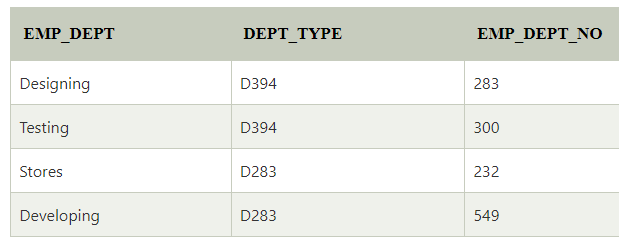 EMP_DEPT DEPT_TYPE EMP_DEPT_NO
Designing D394 283
Testing D394 300
Stores D283 232
Developing D283 549